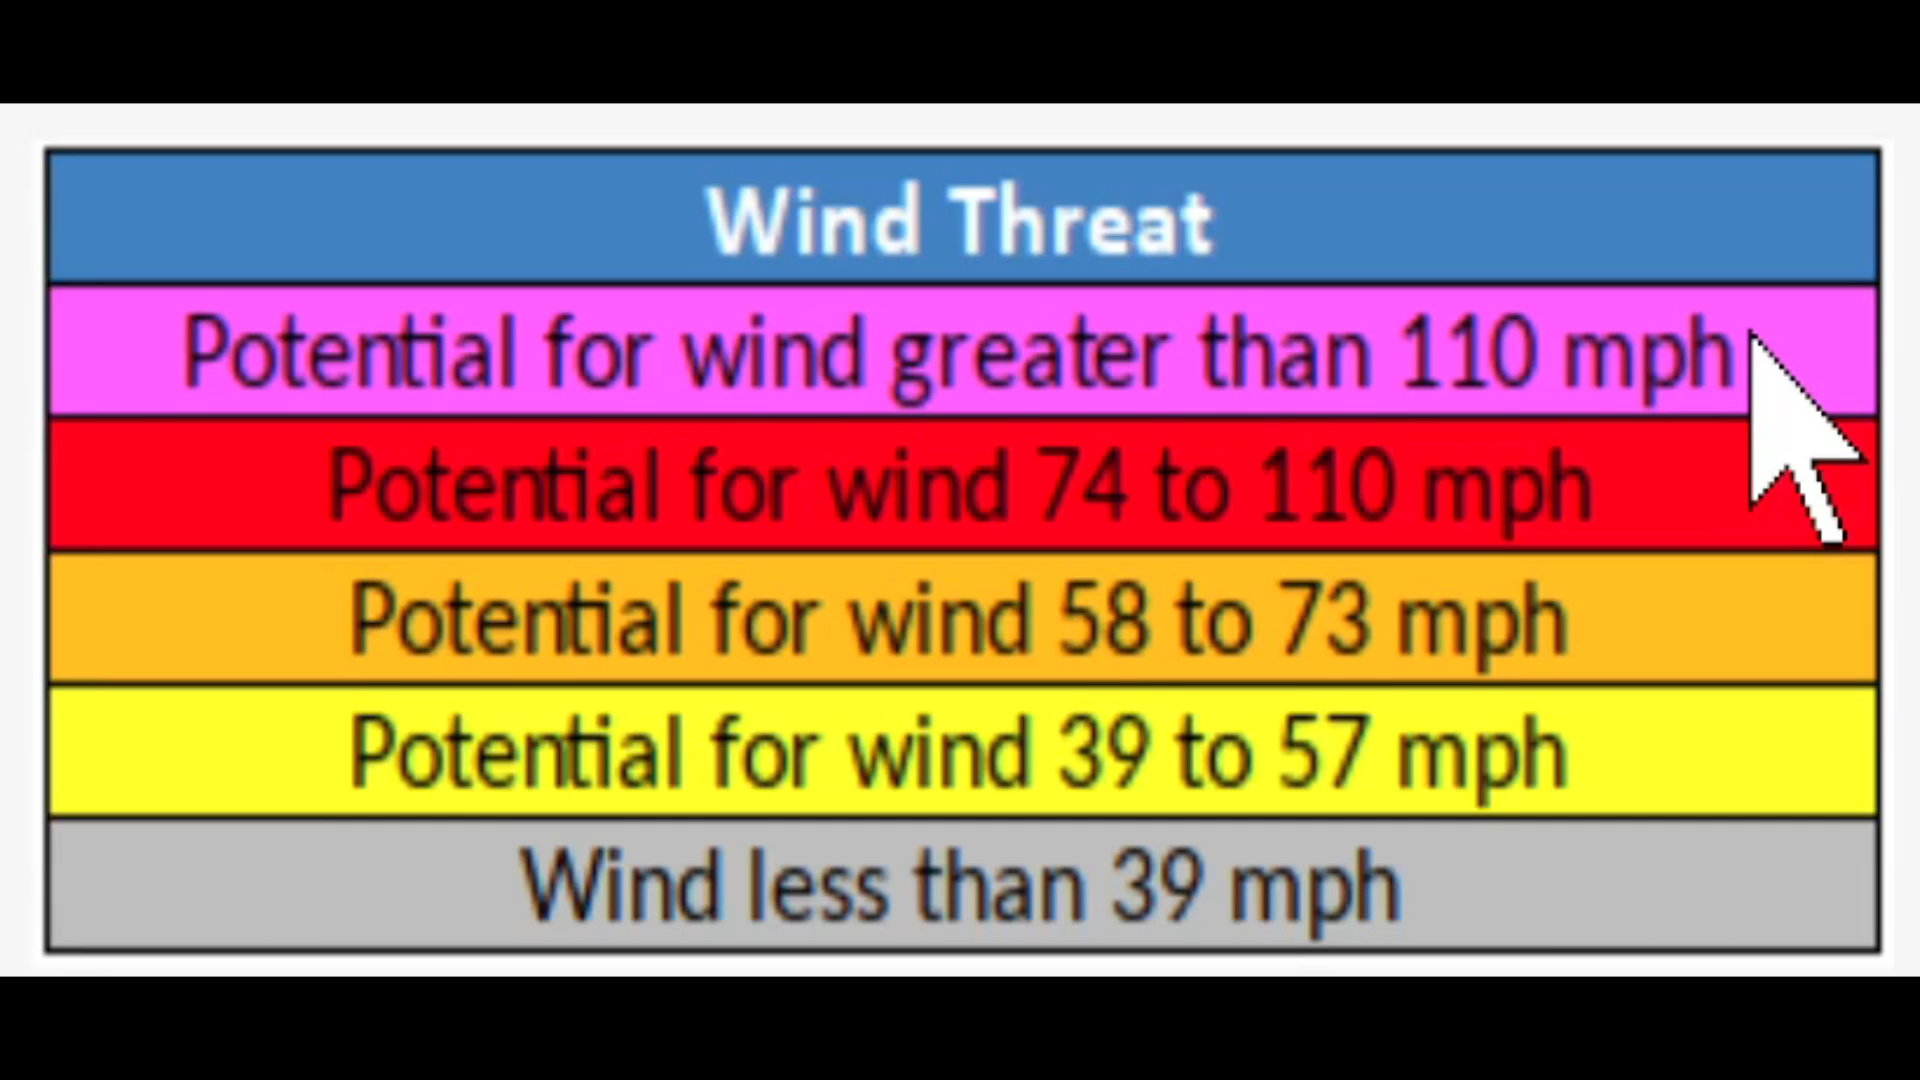 Wind Threat
Potential for wind greater than 110 mph
Potential for wind 74 to 110 mph
Potential for wind 58 to 73 mph
Potential for wind 39 to 57 mph
Wind less than 39 mph